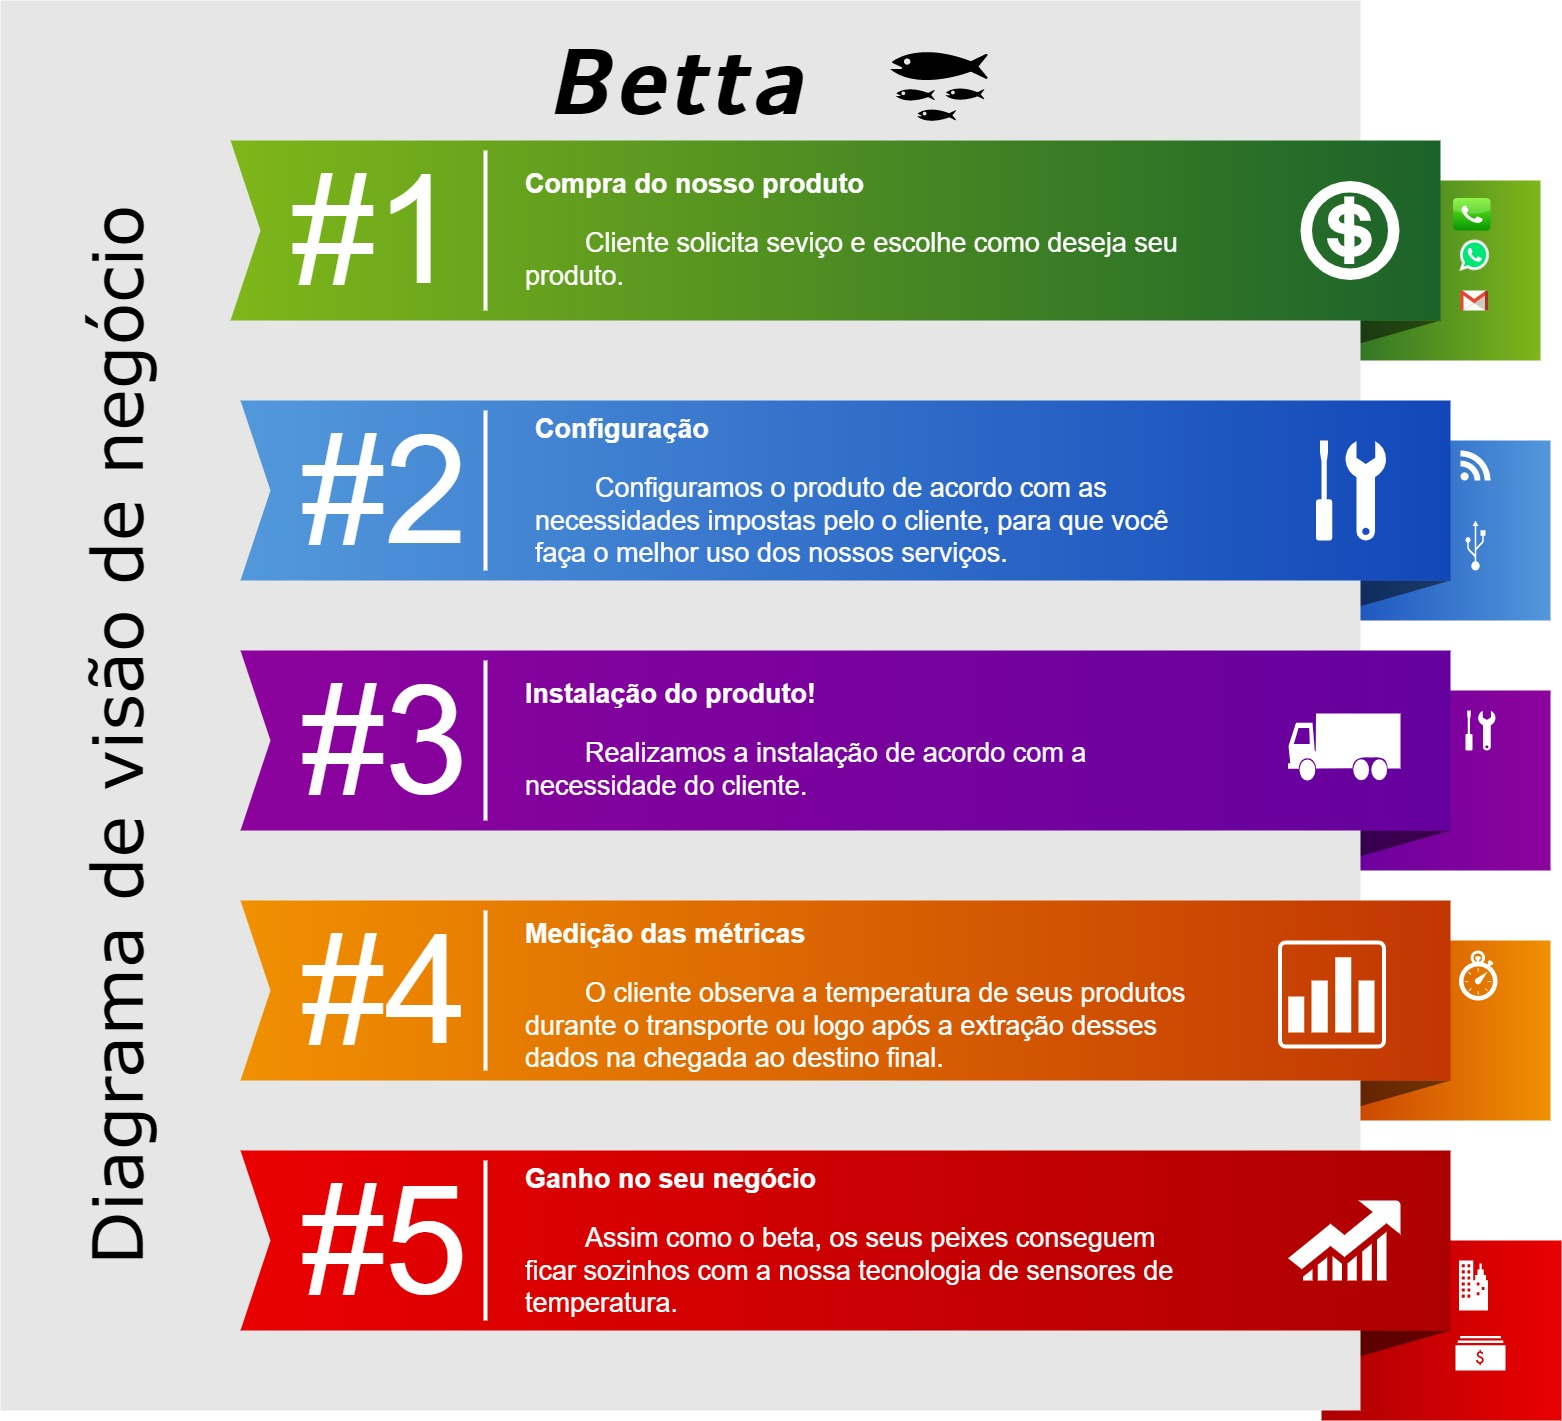 Betta
Diagrama de visão de negócio
#1
Compra do nosso produto
Cliente solicita seviço e escolhe como deseja seu
produto.
#2
Configuração
Configuramos o produto de acordo com as
necessidades impostas pelo o cliente, para que você
faça o melhor uso dos nossos serviços.
#3
Instalação do produto!
Realizamos a instalação de acordo com a
necessidade do cliente.
#4
Medição das métricas
O cliente observa a temperatura de seus produtos
durante o transporte ou logo após a extração desses
dados na chegada ao destino final.
#5
Ganho no seu negócio
Assim como o beta, os seus peixes conseguem
ficar sozinhos com a nossa tecnologia de sensores de
temperatura.